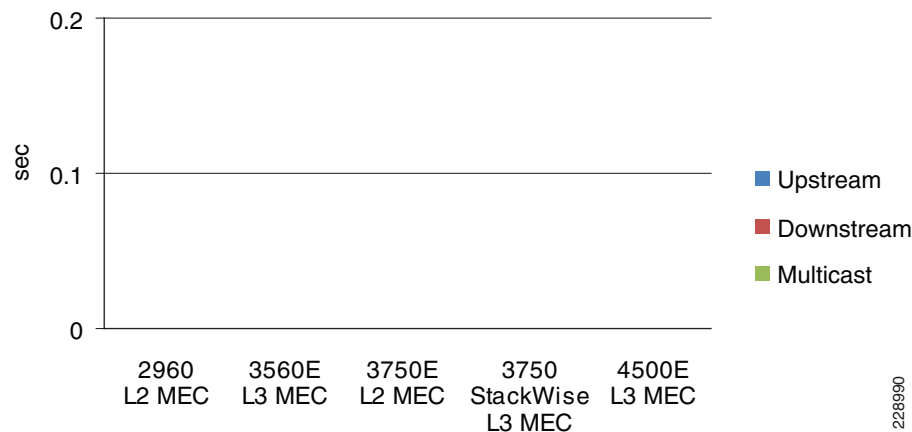 0.2
sec
0.1
0
Upstream
Downstream
Multicast
2960
L2 MEC
3560E
L3 MEC
3750E
L2 MEC
3750
StackWise
L3 MEC
4500E
L3 MEC
228990